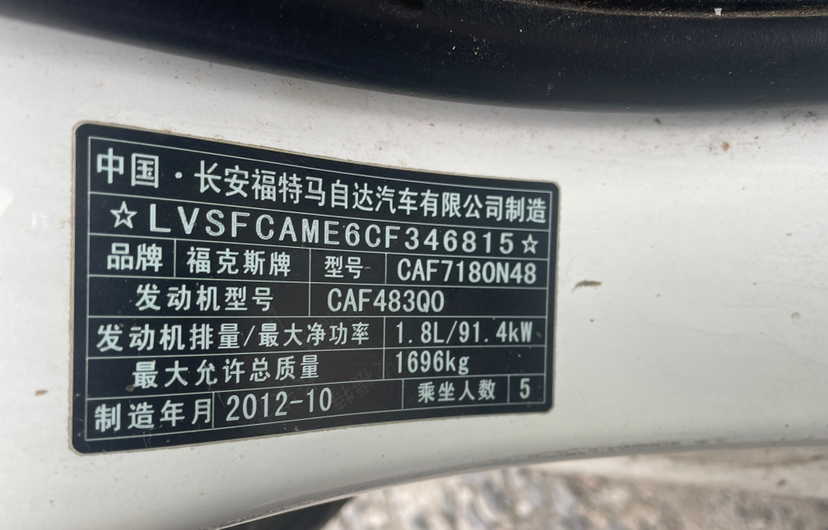 中国·长安福特马自达汽车有限公司制造
☆LVSFCAME6CF346815☆
品牌 福克斯牌 型号 CAF7180N48
发动机型号 CAF483Q0
发动机排量/最大净功率 1.8L/91.4kW
最大允许总质量 1696kg
制造年月 2012-10 乘坐人数 5